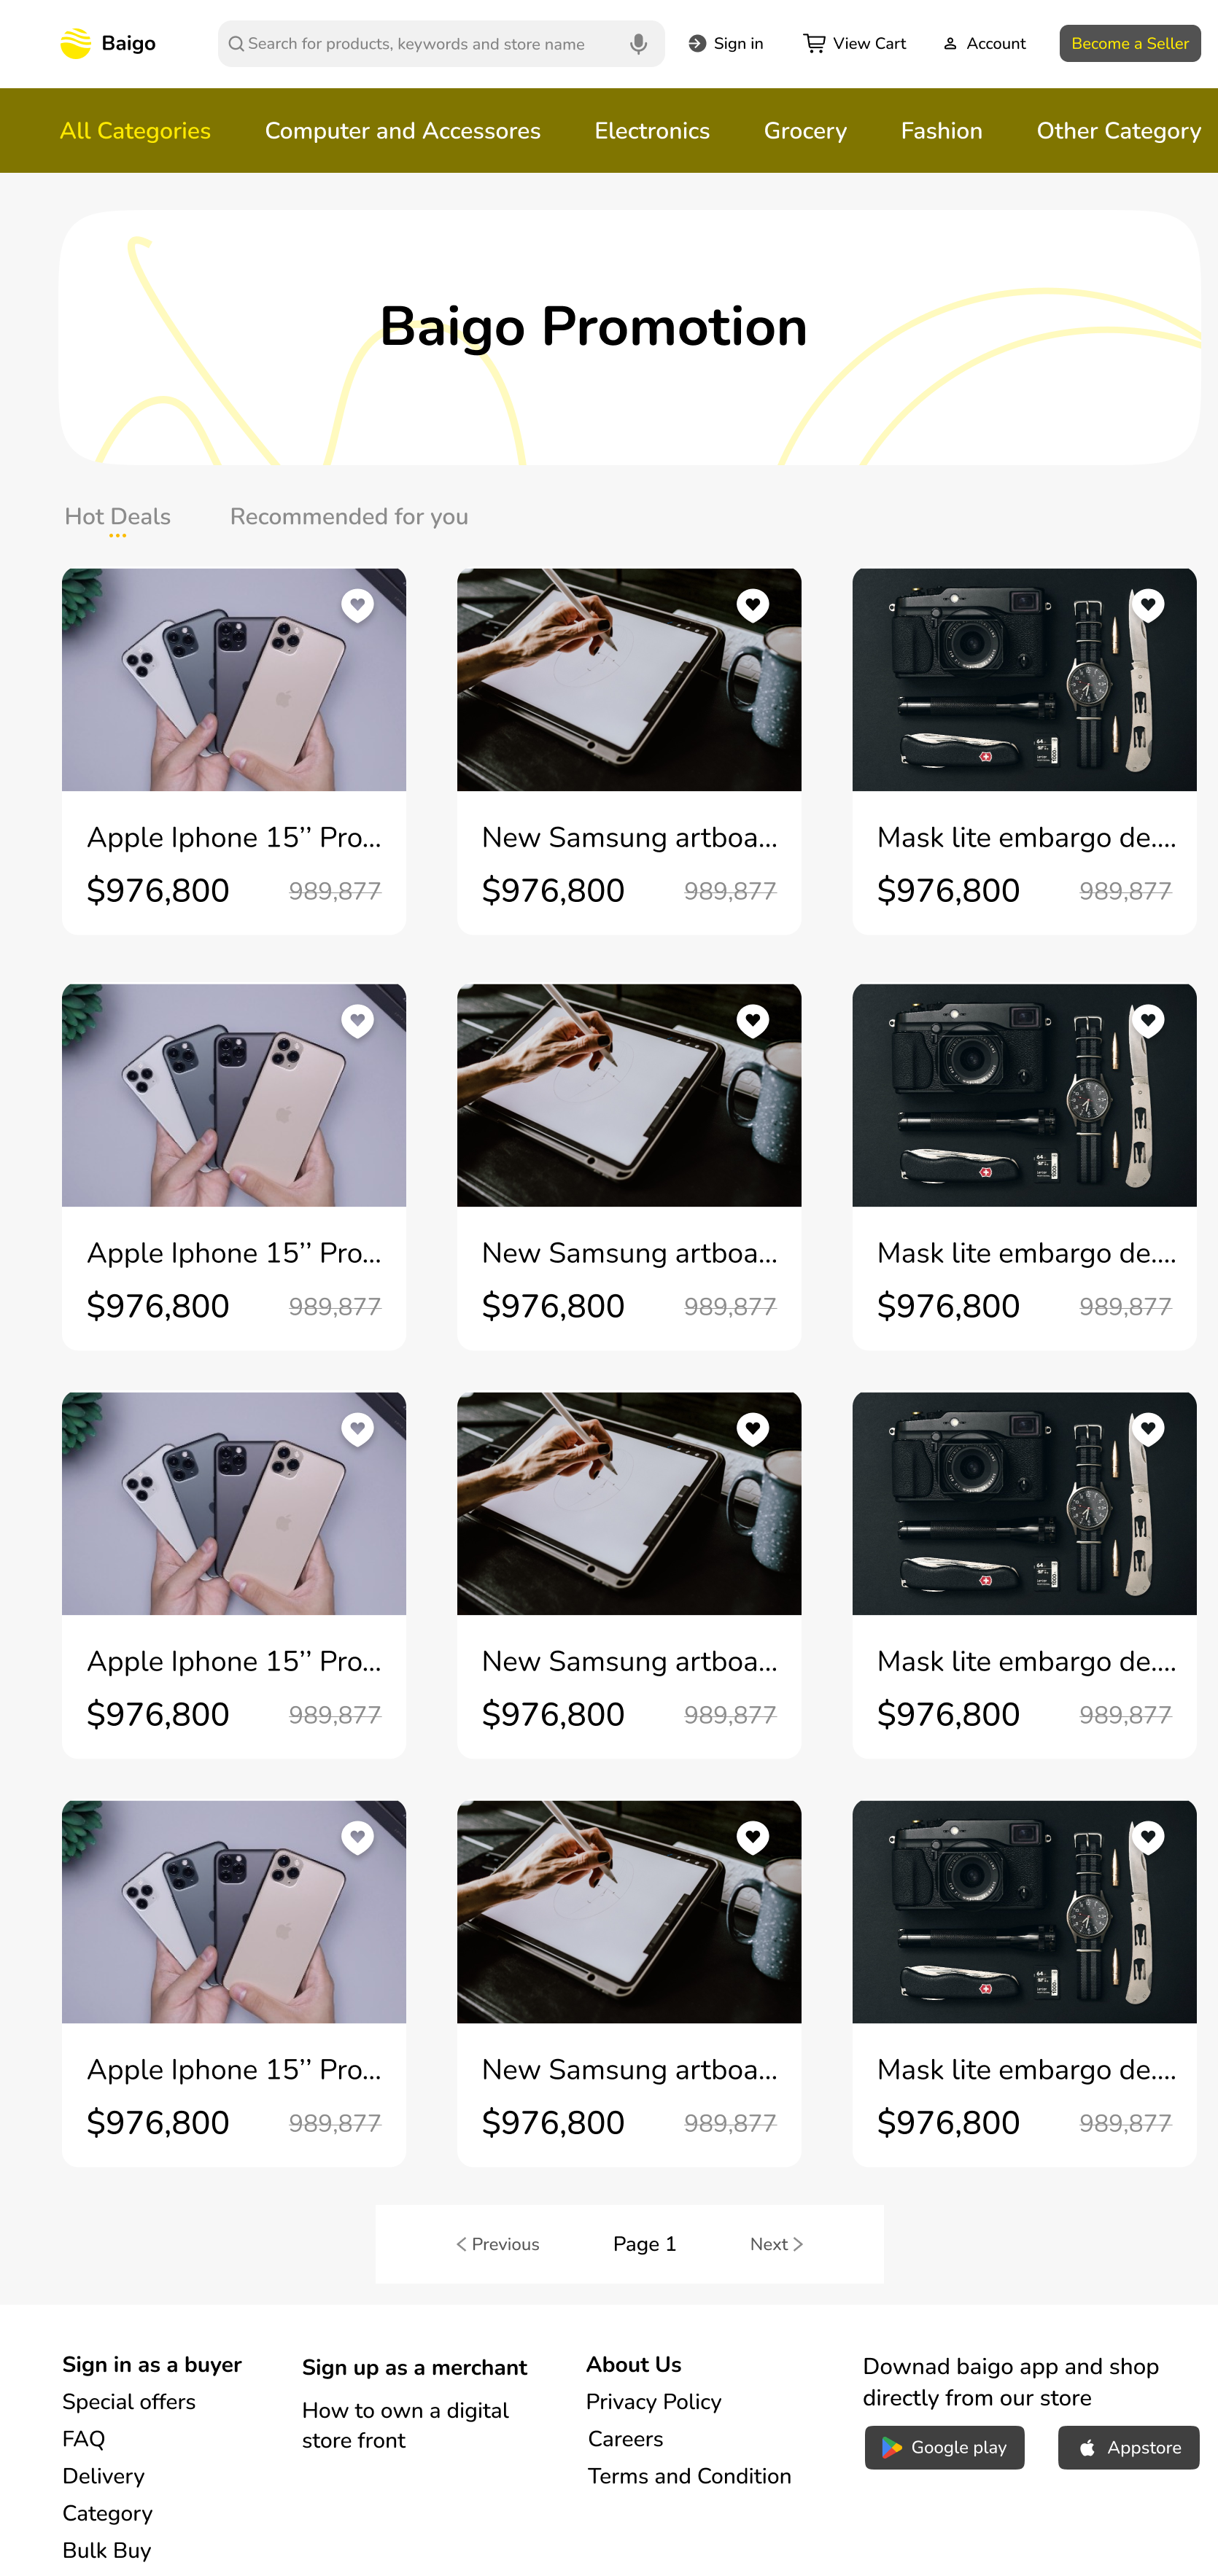 Baigo
Search for products, keywords and store name
Sign in
View Cart
Account
Become a Seller
All Categories
Computer and Accessores
Electronics
Grocery
Fashion
Other Category
Baigo Promotion
Hot Deals
Recommended for you
Apple Iphone 15’’ Pro...
$976,800
989,877
New Samsung artboa...
$976,800
989,877
Mask lite embargo de....
$976,800
989,877
Apple Iphone 15’’ Pro...
$976,800
989,877
New Samsung artboa...
$976,800
989,877
Mask lite embargo de....
$976,800
989,877
Apple Iphone 15’’ Pro...
$976,800
989,877
New Samsung artboa...
$976,800
989,877
Mask lite embargo de....
$976,800
989,877
Apple Iphone 15’’ Pro...
$976,800
989,877
New Samsung artboa...
$976,800
989,877
Mask lite embargo de....
$976,800
989,877
Previous
Page 1
Next
Sign in as a buyer
Special offers
FAQ
Delivery
Category
Bulk Buy
Sign up as a merchant
How to own a digital
store front
About Us
Privacy Policy
Careers
Terms and Condition
Downad baigo app and shop
directly from our store
Google play
Appstore